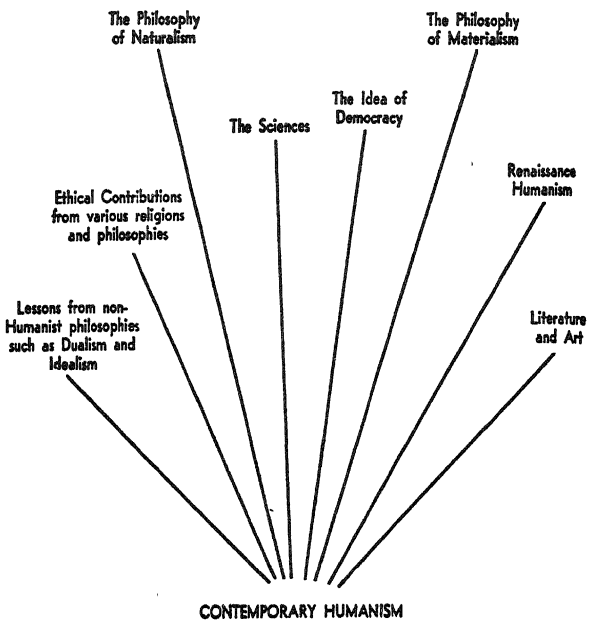 The Philosophy
of Naturalism
The Philosophy
of Materialism
The Sciences
The Idea of
Democracy
Renaissance
Humanism
Ethical Contributions
from various religions
and philosophies
Lessons from non-
Humanist philosophies
such as Dualism and
Idealism
Literature
and Art
CONTEMPORARY HUMANISM